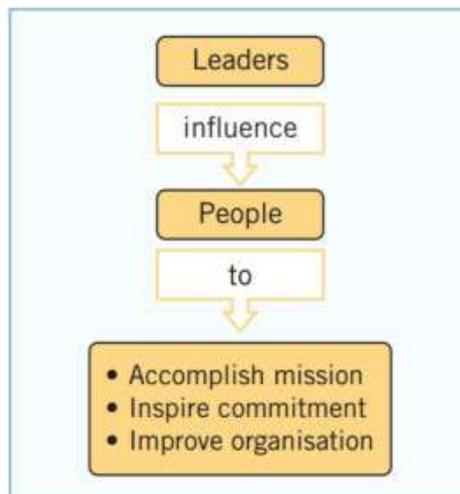 Leaders
influence
People
to
• Accomplish mission
• Inspire commitment
• Improve organisation